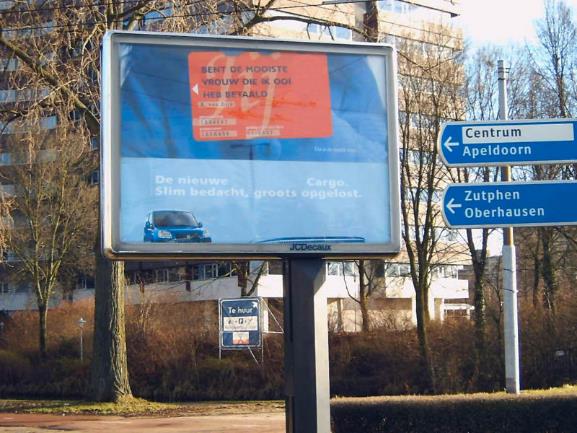 BENT DE MOOISTE
VROUW DIE IK OOI
HEB BETAALD
De nieuwe Cargo.
Slim bedacht, groots opgelost.
JCDecaux
Te huur
Centrum
Apeldoorn
Zutphen
Oberhausen